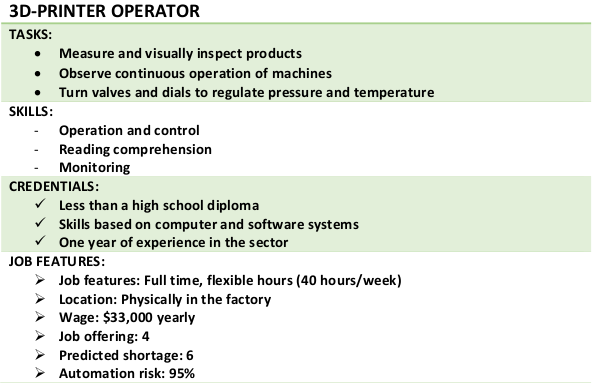 3D-PRINTER OPERATOR
TASKS:
• Measure and visually inspect products
• Observe continuous operation of machines
• Turn valves and dials to regulate pressure and temperature
SKILLS:
- Operation and control
- Reading comprehension
- Monitoring
CREDENTIALS:
✓ Less than a high school diploma
✓ Skills based on computer and software systems
✓ One year of experience in the sector
JOB FEATURES:
➢ Job features: Full time, flexible hours (40 hours/week)
➢ Location: Physically in the factory
➢ Wage: $33,000 yearly
➢ Job offering: 4
➢ Predicted shortage: 6
➢ Automation risk: 95%